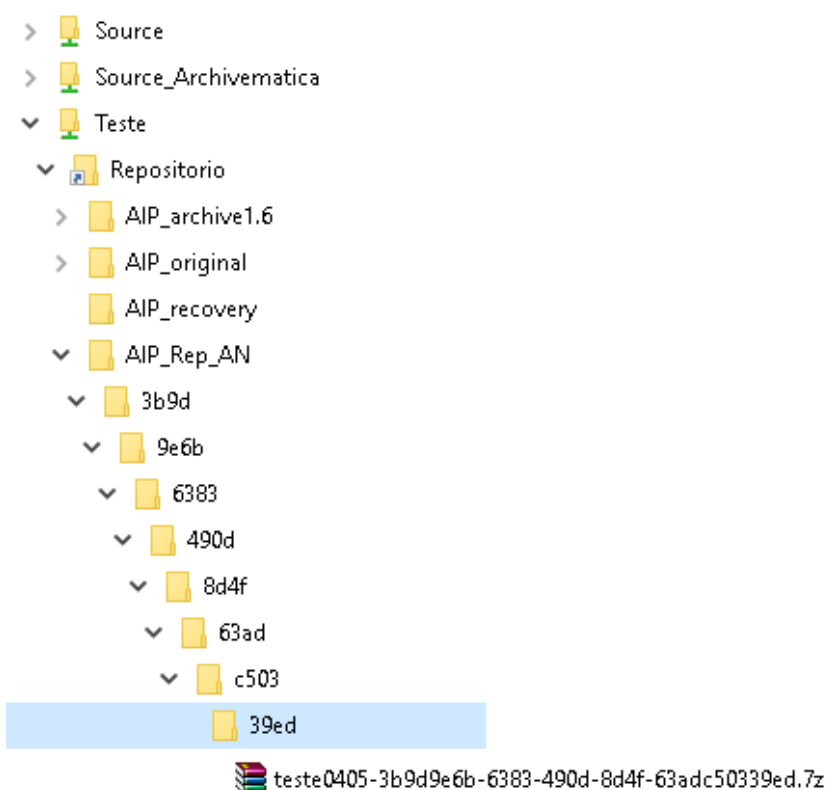 Source
Source_Archivematica
Teste
Repositorio
AIP_archive1.6
AIP_original
AIP_recovery
AIP_Rep_AN
3b9d
9e6b
6383
490d
8d4f
63ad
c503
39ed
teste0405-3b9d9e6b-6383-490d-8d4f-63adc50339ed.7z